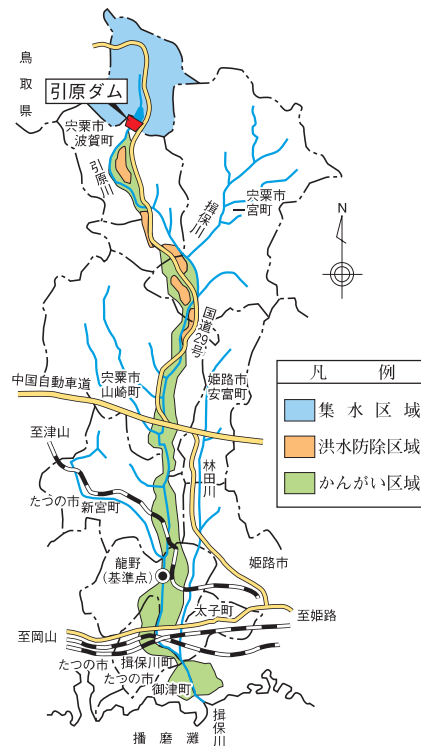 鳥取県
引原ダム
宍粟市
波賀町
引原川
揖保川
宍粟市
一宮町
N
国道29号
中国自動車道
宍粟市
山崎町
姫路市
安富町
凡例
集水区域
洪水防除区域
かんがい区域
至津山
林田川
たつの市
新宮町
龍野
(基準点)
姫路市
太子町
至姫路
至岡山
たつの市
揖保川町
たつの市
御津町
揖保川
播磨灘